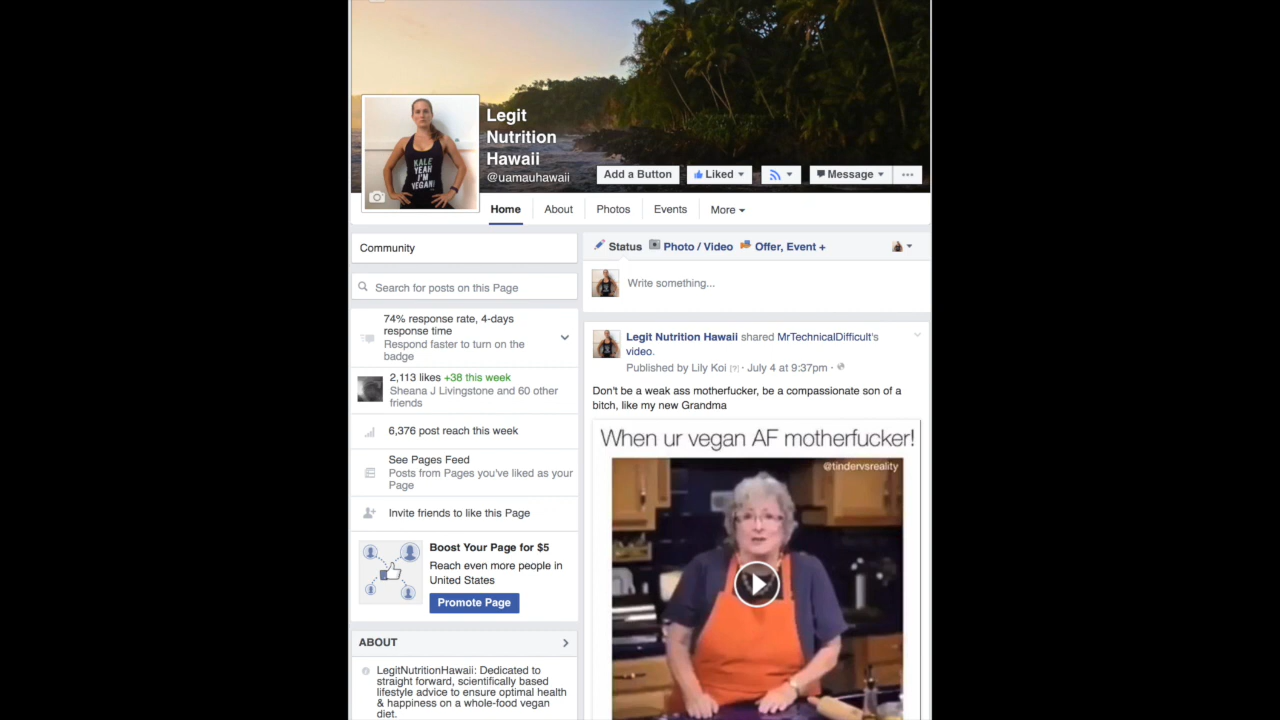 Legit
Nutrition
Hawaii
@uamauhawaii
KALE
YEAH
I'M
VEGAN!
Add a Button
Liked
Message
Home
About
Photos
Events
More
Community
Search for posts on this Page
74% response rate, 4-days
response time
Respond faster to turn on the
badge
2,113 likes +38 this week
Sheana J Livingstone and 60 other
friends
6,376 post reach this week
See Pages Feed
Posts from Pages you've liked as your
Page
Invite friends to like this Page
Boost Your Page for $5
Reach even more people in
United States
Promote Page
ABOUT
LegitNutritionHawaii: Dedicated to
straight forward, scientifically based
lifestyle advice to ensure optimal health
& happiness on a whole-food vegan
diet.
Status Photo / Video Offer, Event +
Write something...
Legit Nutrition Hawaii shared MrTechnicalDifficult's
video.
Published by Lily Koi [?] · July 4 at 9:37pm ·
Don't be a weak ass motherfucker, be a compassionate son of a
bitch, like my new Grandma
When ur vegan AF motherfucker!
@tindervsreality